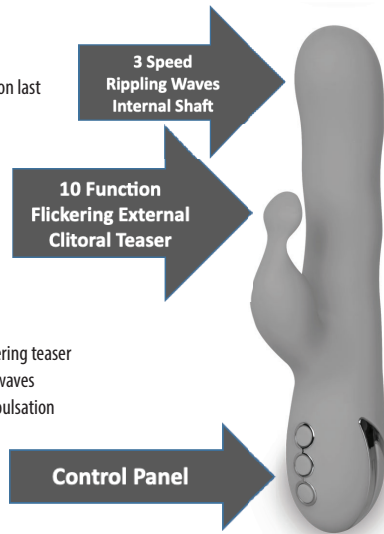 on last
3 Speed
Rippling Waves
Internal Shaft
10 Function
Flickering External
Clitoral Teaser
ering teaser
waves
pulsation
Control Panel